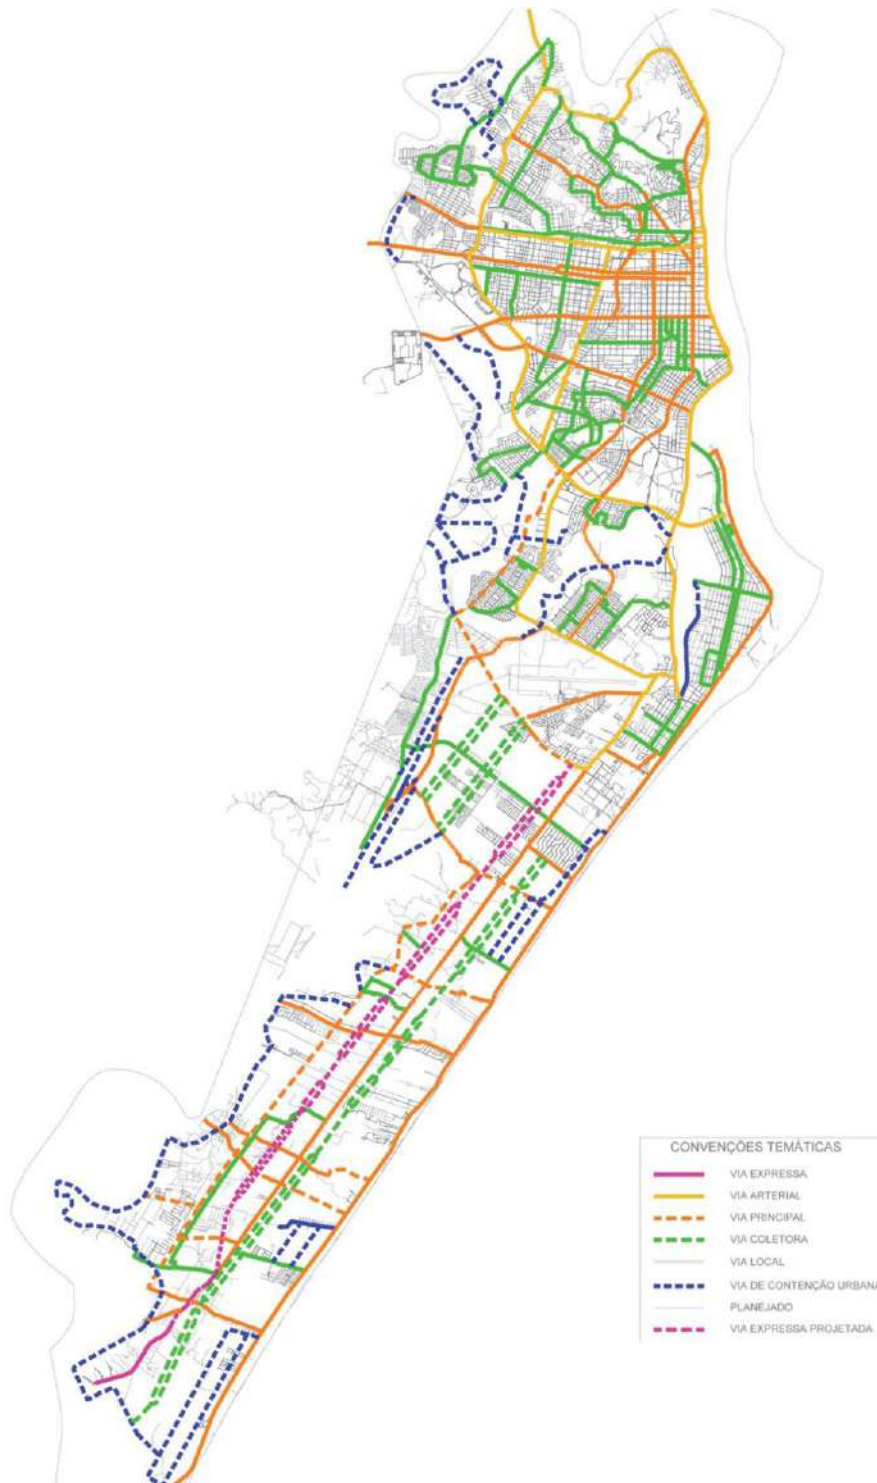 CONVENÇÕES TEMÁTICAS
VIA EXPRESSA
VIA ARTERIAL
VIA PRINCIPAL
VIA COLETORA
VIA LOCAL
VIA DE CONTENÇÃO URBANA
PLANEJADO
VIA EXPRESSA PROJETADA